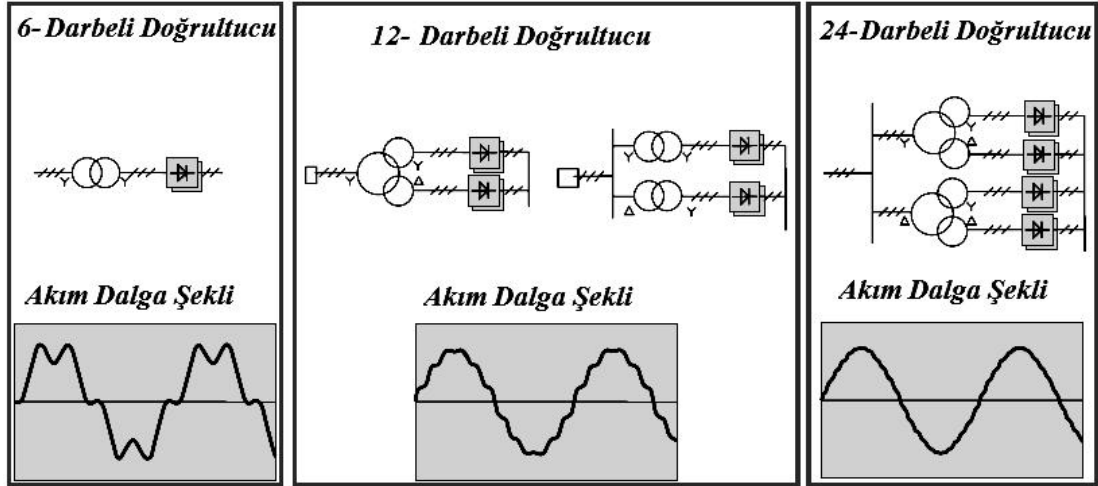 6- Darbeli Doğrultucu
Y
Y
Akım Dalga Şekli
12- Darbeli Doğrultucu
Y
Y
Δ
Y
Y
Δ
Y
Akım Dalga Şekli
24-Darbeli Doğrultucu
Y
Y
Δ
Δ
Y
Δ
Akım Dalga Şekli